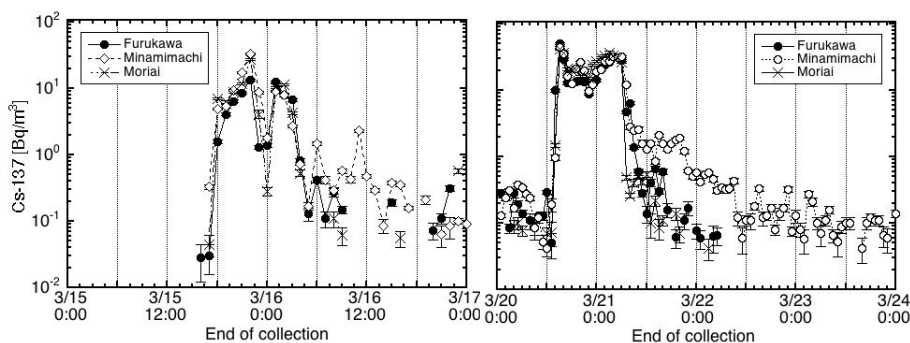 10²
Furukawa
Minamimachi
Moriai
10¹
10⁰
10⁻¹
10⁻²
Cs-137 [Bq/m³]
3/15 3/15 3/16 3/16 3/17
0:00 12:00 0:00 12:00 0:00
End of collection
Furukawa
Minamimachi
Moriai
3/20 3/21 3/22 3/23 3/24
0:00 0:00 0:00 0:00 0:00
End of collection